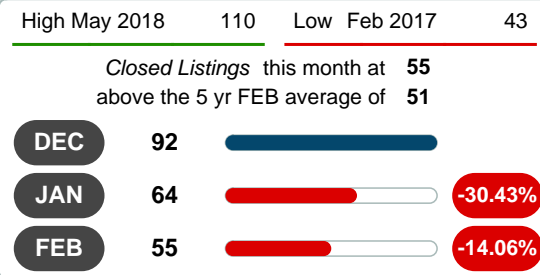 High May 2018 110 Low Feb 2017 43
Closed Listings this month at 55
above the 5 yr FEB average of 51
DEC 92
JAN 64 -30.43%
FEB 55 -14.06%